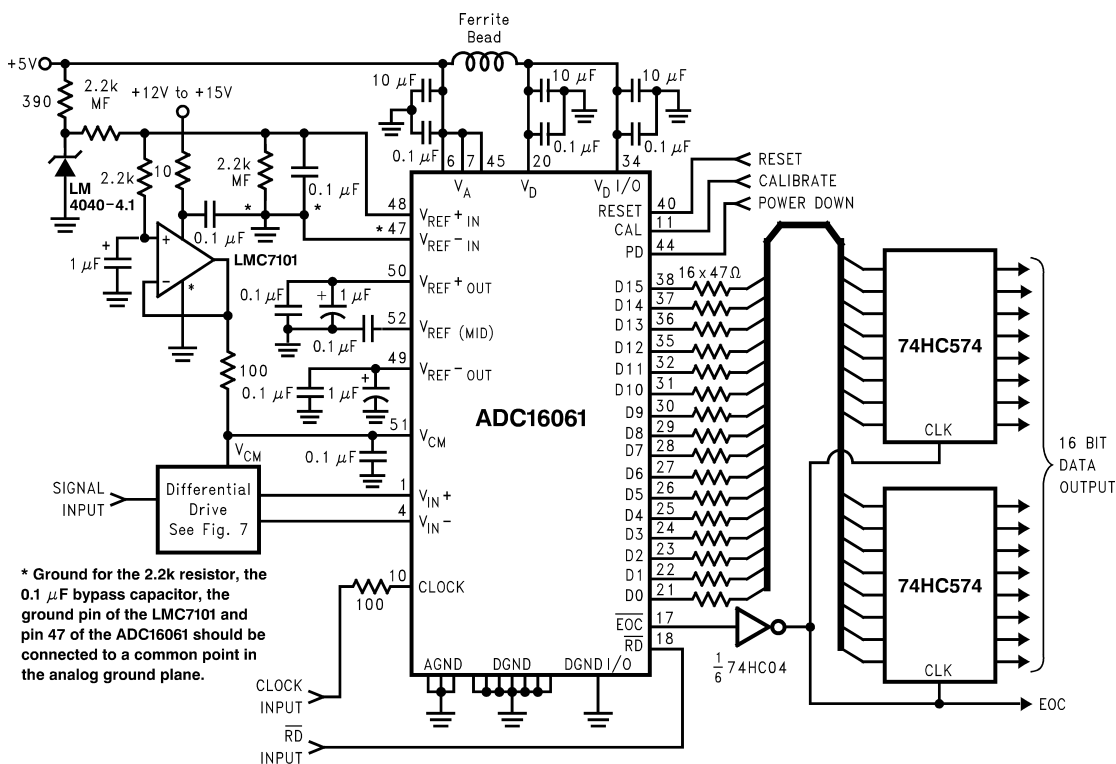 Ferrite
Bead
+5V
10 μF
10 μF
10 μF
390
2.2k
MF
+12V to +15V
0.1 μF
0.1 μF
0.1 μF
6
7
45
20
34
V_A
V_D
V_D I/O
LM
4040-4.1
2.2k
10
2.2k
MF
0.1 μF
*
*
0.1 μF
LMC7101
+
−
*
+
1 μF
100
48
V_REF+ IN
* 47
V_REF− IN
50
V_REF+ OUT
0.1 μF
+
1 μF
52
V_REF (MID)
0.1 μF
49
V_REF− OUT
0.1 μF
1 μF
+
51
V_CM
0.1 μF
V_CM
SIGNAL
INPUT
Differential
Drive
See Fig. 7
1
V_IN+
4
V_IN−
10
CLOCK
100
ADC16061
RESET
40
RESET
CAL
11
CALIBRATE
PD
44
POWER DOWN
16x47Ω
D15
38
D14
37
D13
36
D12
35
D11
32
D10
31
D9
30
D8
29
D7
28
D6
27
D5
26
D4
25
D3
24
D2
23
D1
22
D0
21
E̅O̅C̅
17
R̅D̅
18
1/6 74HC04
74HC574
CLK
74HC574
CLK
16 BIT
DATA
OUTPUT
EOC
AGND
DGND
DGND I/O
* Ground for the 2.2k resistor, the
0.1 μF bypass capacitor, the
ground pin of the LMC7101 and
pin 47 of the ADC16061 should be
connected to a common point in
the analog ground plane.
CLOCK
INPUT
R̅D̅
INPUT